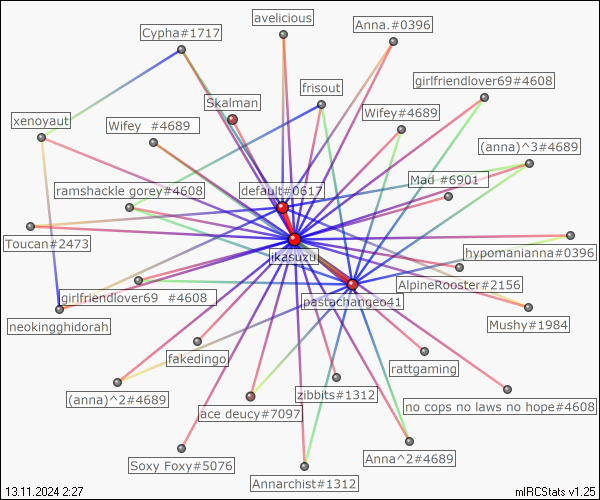 avelicious
Cypha#1717
Anna.#0396
girlfriendlover69#4608
frisout
Skalman
Wifey#4689
xenoyaut
Wifey  #4689
(anna)^3#4689
Mad #6901
ramshackle gorey#4608
default#0617
Toucan#2473
ikasuzu
hypomanianna#0396
AlpineRooster#2156
girlfriendlover69  #4608
pastachangeo41
neokingghidorah
Mushy#1984
fakedingo
rattgaming
(anna)^2#4689
zibbits#1312
no cops no laws no hope#4608
ace deucy#7097
Anna^2#4689
Soxy Foxy#5076
Annarchist#1312
13.11.2024 2:27
mIRCStats v1.25